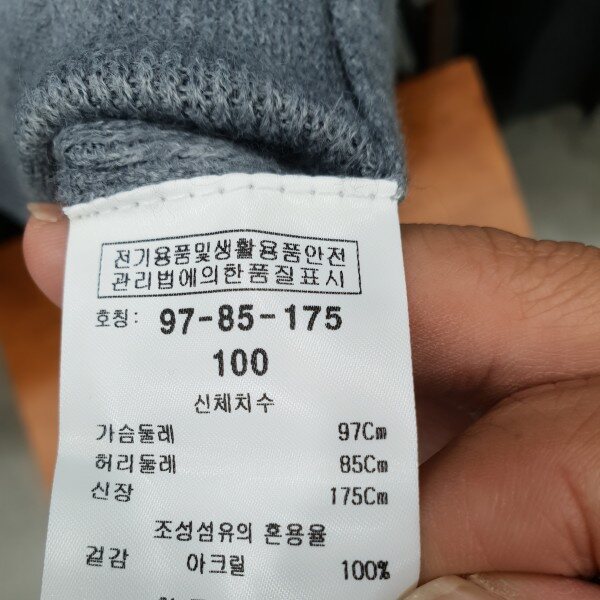 전기용품및생활용품안전
관리법에의한품질표시
호칭: 97-85-175
100
신체치수
가슴둘레 97Cm
허리둘레 85Cm
신장 175Cm
조성섬유의 혼용율
겉감 아크릴 100%